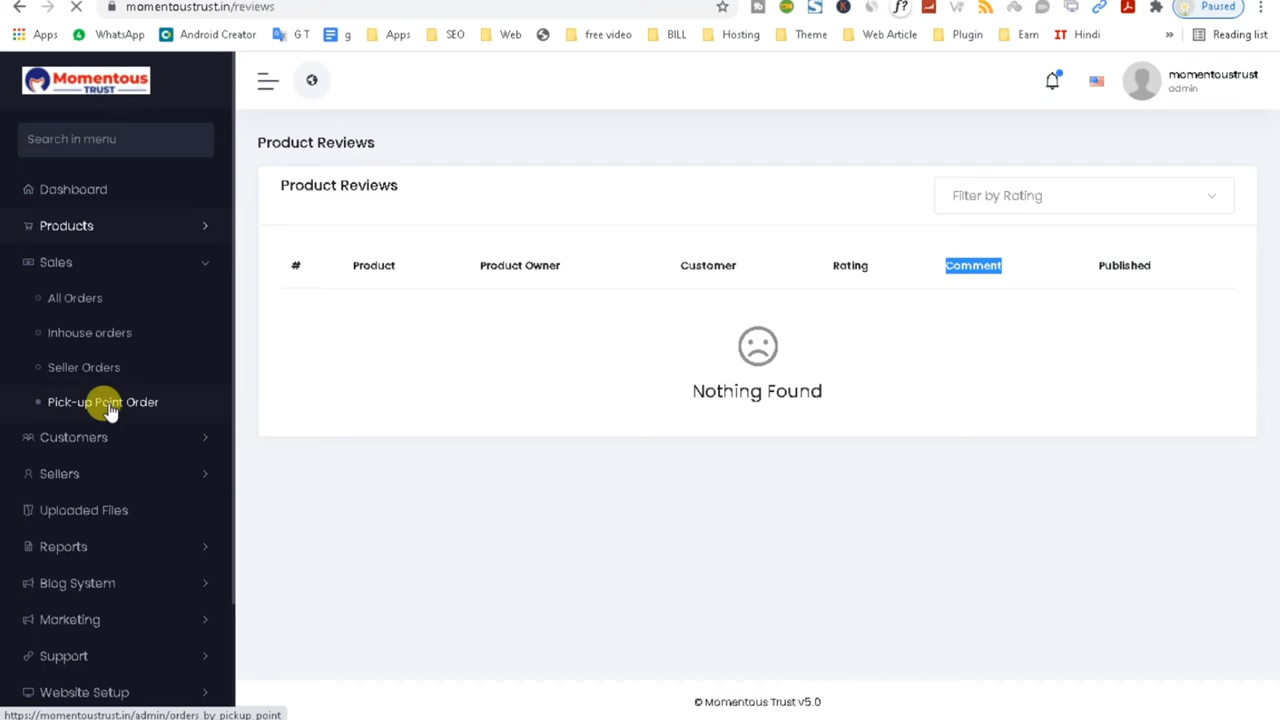 momentoustrust.in/reviews
f?
Paused
Apps
WhatsApp
Android Creator
G T
g
Apps
SEO
Web
free video
BILL
Hosting
Theme
Web Article
Plugin
Earn
IT Hindi
»
Reading list
Momentous
TRUST
momentoustrust
admin
Search in menu
Dashboard
Products
Sales
All Orders
Inhouse orders
Seller Orders
Pick-up Point Order
Customers
Sellers
Uploaded Files
Reports
Blog System
Marketing
Support
Website Setup
Product Reviews
Product Reviews
Filter by Rating
# Product Product Owner Customer Rating Comment Published
Nothing Found
© Momentous Trust v5.0
https://momentoustrust.in/admin/orders_by_pickup_point